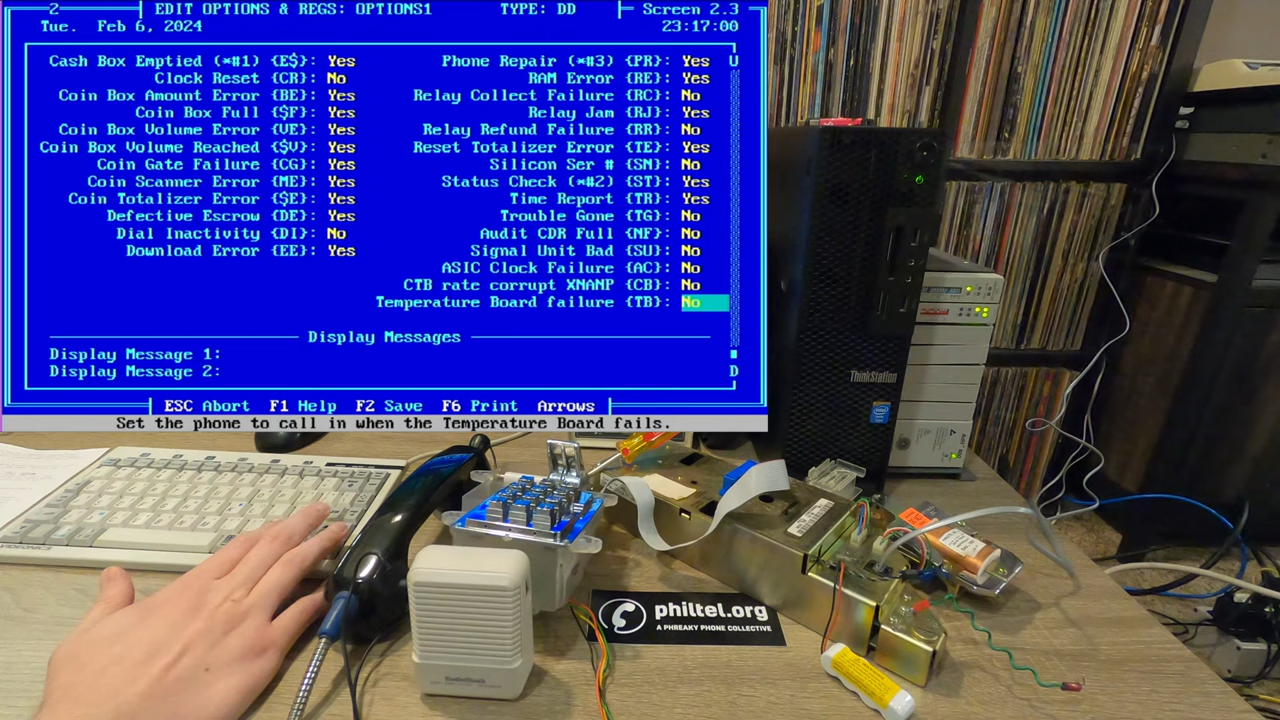 2 EDIT OPTIONS & REGS: OPTIONS1 TYPE: DD Screen 2.3
Tue. Feb 6, 2024 23:17:00
Cash Box Emptied (*#1) {E$}: Yes Phone Repair (*#3) {PR}: Yes U
Clock Reset {CR}: No RAM Error {RE}: Yes
Coin Box Amount Error {BE}: Yes Relay Collect Failure {RC}: No
Coin Box Full {$F}: Yes Relay Jam {RJ}: Yes
Coin Box Volume Error {VE}: Yes Relay Refund Failure {RR}: No
Coin Box Volume Reached {$V}: Yes Reset Totalizer Error {TE}: Yes
Coin Gate Failure {CG}: Yes Silicon Ser # {SN}: No
Coin Scanner Error {ME}: Yes Status Check (*#2) {ST}: Yes
Coin Totalizer Error {$E}: Yes Time Report {TR}: Yes
Defective Escrow {DE}: Yes Trouble Gone {TG}: No
Dial Inactivity {DI}: No Audit CDR Full {NF}: No
Download Error {EE}: Yes Signal Unit Bad {SU}: No
ASIC Clock Failure {AC}: No
CTB rate corrupt XNANP {CB}: No
Temperature Board failure {TB}: No
Display Messages
Display Message 1:
Display Message 2: D
ESC Abort F1 Help F2 Save F6 Print Arrows
Set the phone to call in when the Temperature Board fails.
ThinkStation
intel
philtel.org
A PHREAKY PHONE COLLECTIVE
RadioShack